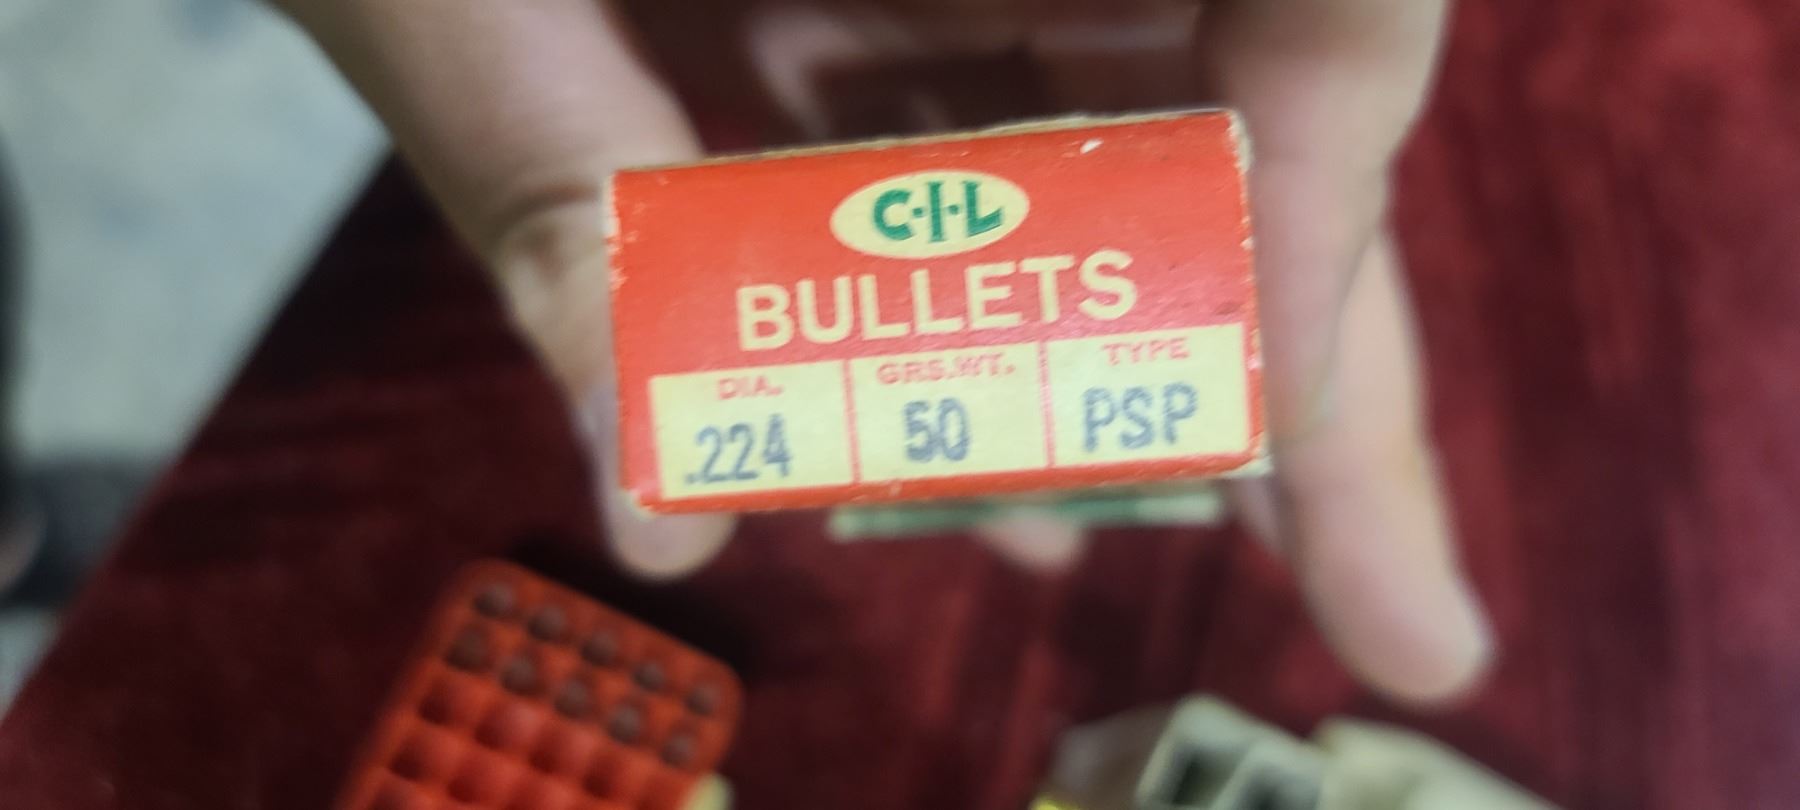 C·I·L
BULLETS
DIA. GRS.WT. TYPE
.224 50 PSP